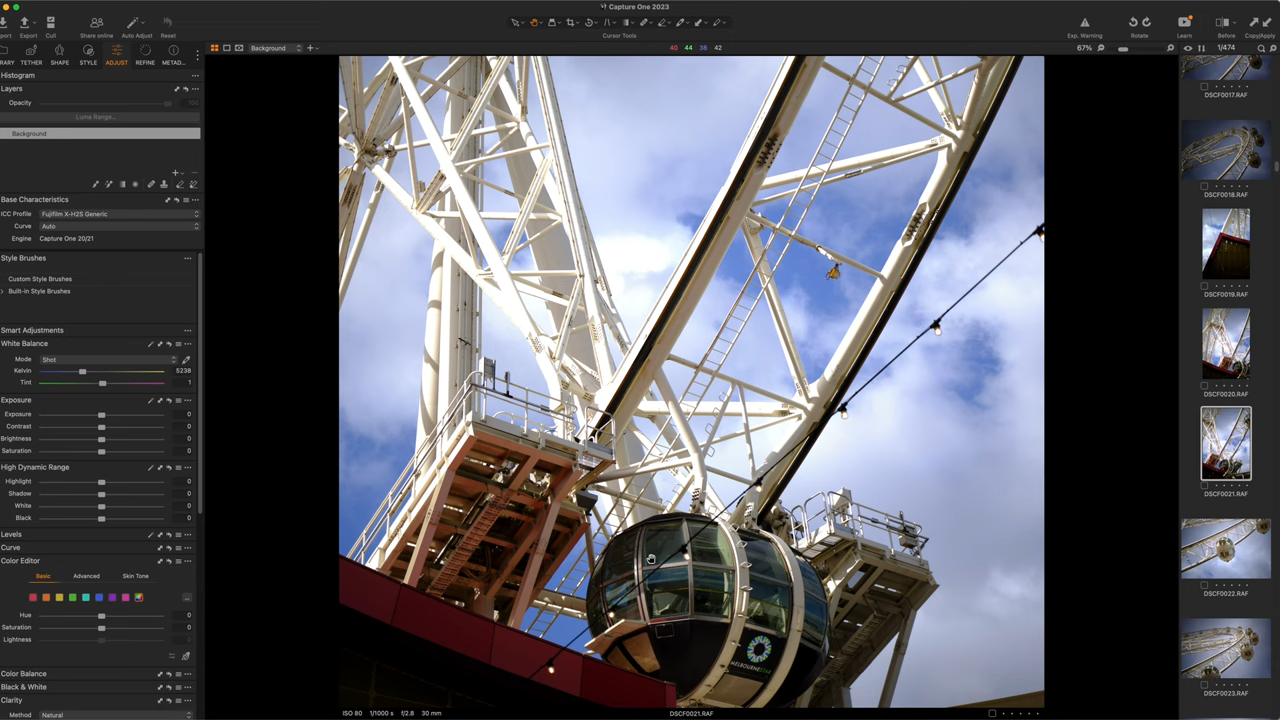 Capture One 2023
Export
Cull
Share online
Auto Adjust
Reset
Cursor Tools
Exp. Warning
Learn
Before
Copy/Apply
TETHER
SHAPE
STYLE
ADJUST
REFINE
METAD...
Background
40 44 38 42
67%
1/474
Histogram
Layers
Opacity
100
Luma Range...
Background
Base Characteristics
ICC Profile Fujifilm X-H2S Generic
Curve Auto
Engine Capture One 20/21
Style Brushes
Custom Style Brushes
Built-in Style Brushes
Smart Adjustments
White Balance
Mode Shot
Kelvin 5238
Tint 1
Exposure
Exposure 0
Contrast 0
Brightness 0
Saturation 0
High Dynamic Range
Highlight 0
Shadow 0
White 0
Black 0
Levels
Curve
Color Editor
Basic Advanced Skin Tone
Hue 0
Saturation 0
Lightness 0
Color Balance
Black & White
Clarity
Method Natural
MELBOURNE STAR
ISO 80 1/1000 s f/2.8 30 mm
DSCF0021.RAF
DSCF0017.RAF
DSCF0018.RAF
DSCF0019.RAF
DSCF0020.RAF
DSCF0021.RAF
DSCF0022.RAF
DSCF0023.RAF